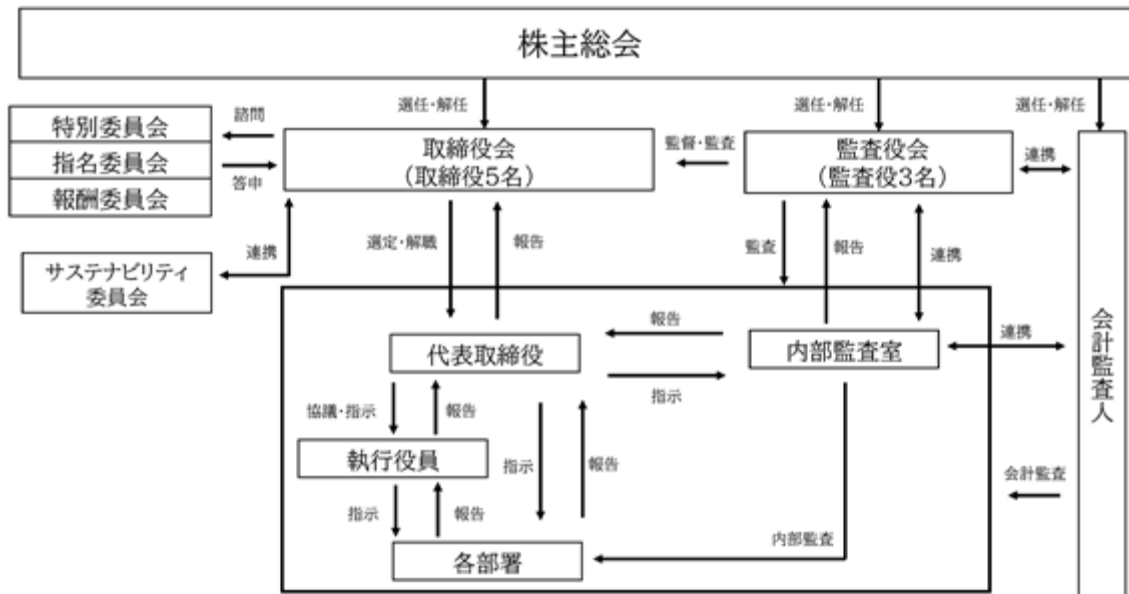 株主総会
選任・解任
選任・解任
選任・解任
特別委員会
指名委員会
報酬委員会
諮問
答申
取締役会
（取締役5名）
監督・監査
監査役会
（監査役3名）
連携
サステナビリティ
委員会
連携
選定・解職
報告
監査
報告
連携
代表取締役
報告
指示
内部監査室
連携
会計監査人
協議・指示
報告
執行役員
指示
報告
指示
報告
各部署
内部監査
会計監査